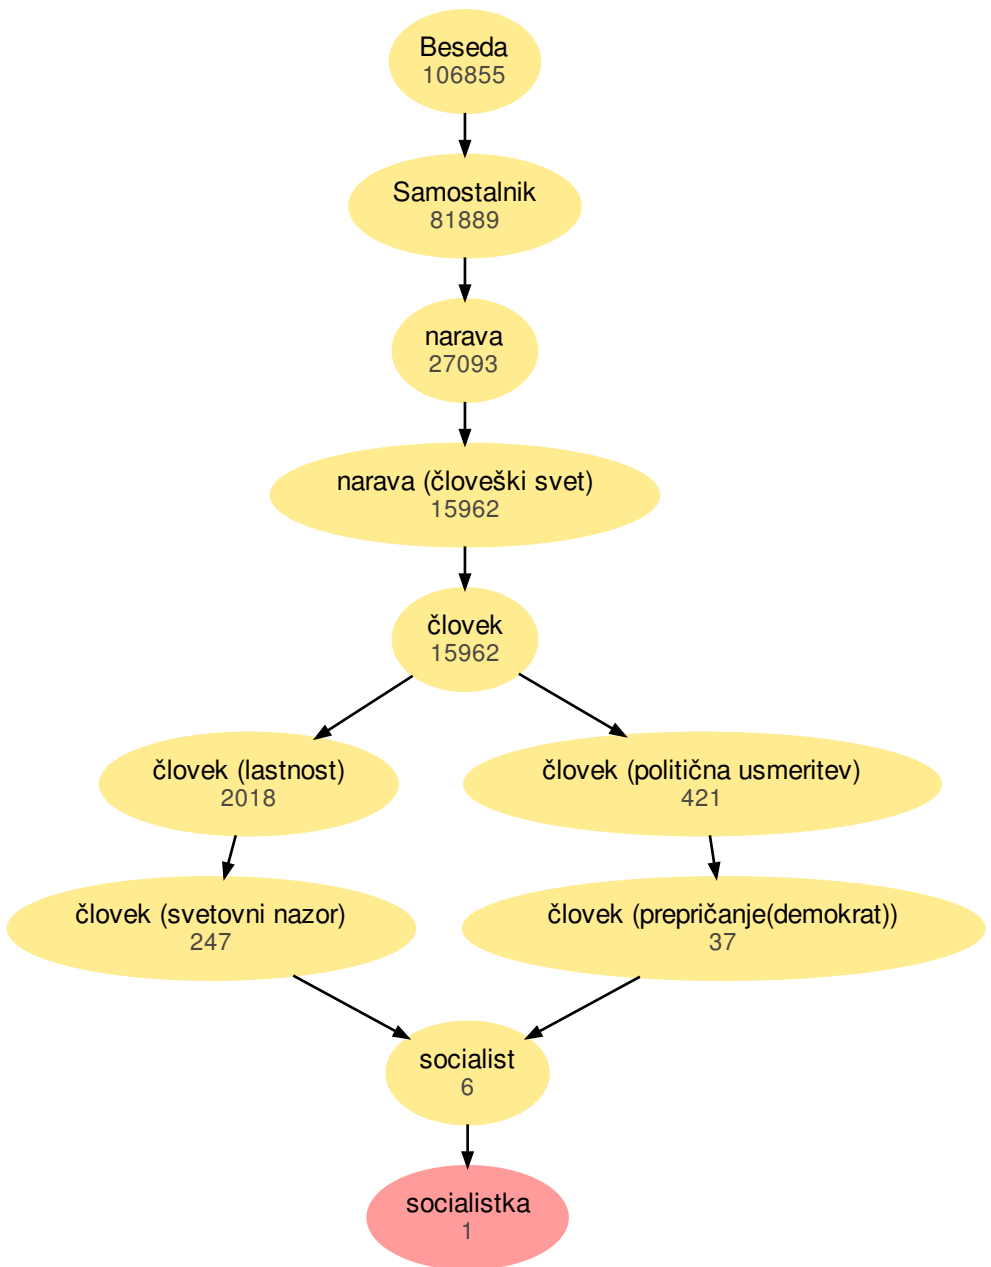 Beseda
106855
Samostalnik
81889
narava
27093
narava (človeški svet)
15962
človek
15962
človek (lastnost)
2018
človek (politična usmeritev)
421
človek (svetovni nazor)
247
človek (prepričanje(demokrat))
37
socialist
6
socialistka
1